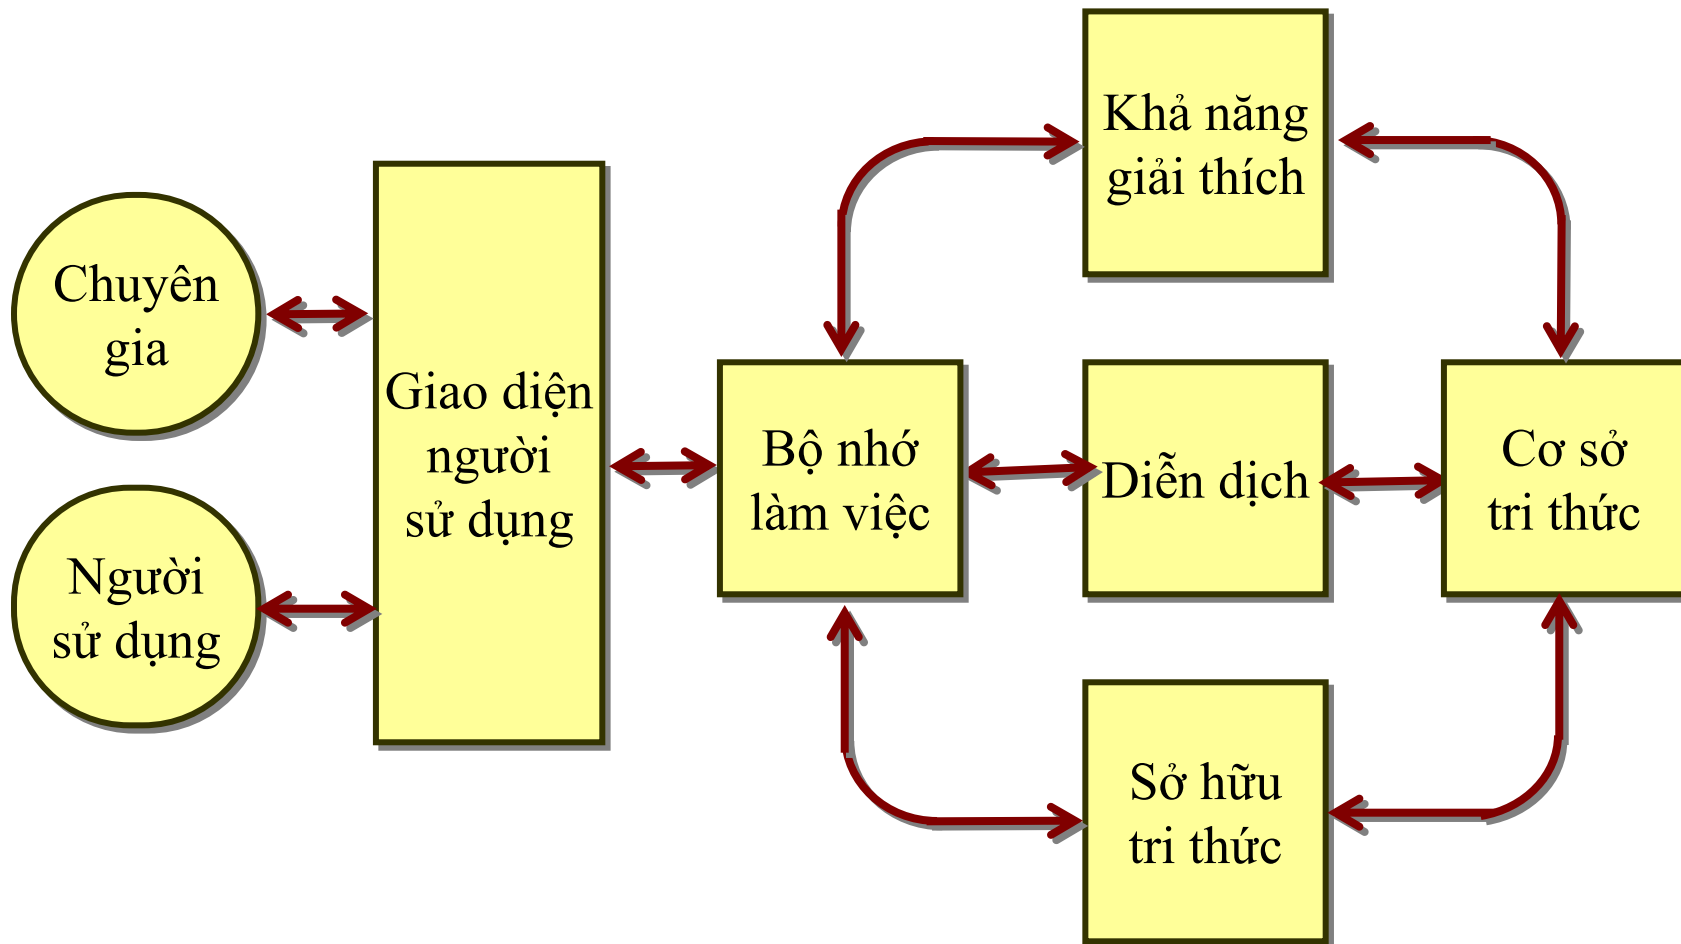 Chuyên
gia
Người
sử dụng
Giao diện
người
sử dụng
Bộ nhớ
làm việc
Khả năng
giải thích
Diễn dịch
Sở hữu
tri thức
Cơ sở
tri thức